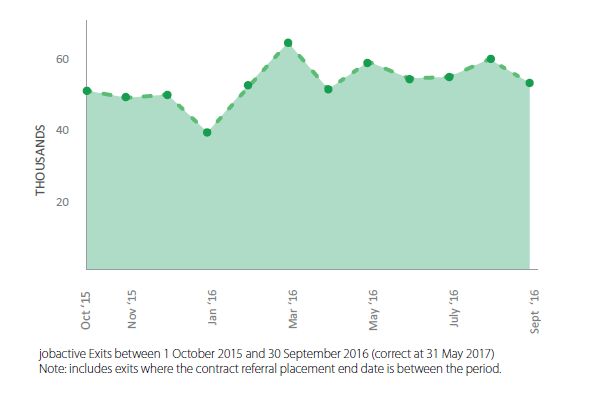 60
40
20
THOUSANDS
Oct ‘15
Nov ‘15
Jan ‘16
Mar ‘16
May ‘16
July ‘16
Sept ‘16
jobactive Exits between 1 October 2015 and 30 September 2016 (correct at 31 May 2017)
Note: includes exits where the contract referral placement end date is between the period.